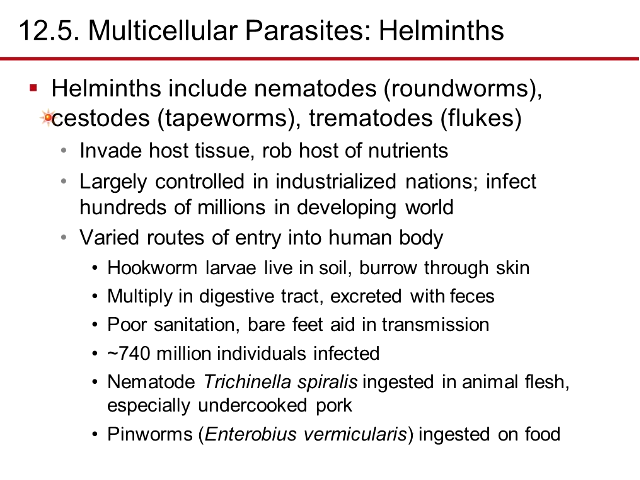 12.5. Multicellular Parasites: Helminths
▪ Helminths include nematodes (roundworms),
cestodes (tapeworms), trematodes (flukes)
• Invade host tissue, rob host of nutrients
• Largely controlled in industrialized nations; infect
hundreds of millions in developing world
• Varied routes of entry into human body
• Hookworm larvae live in soil, burrow through skin
• Multiply in digestive tract, excreted with feces
• Poor sanitation, bare feet aid in transmission
• ~740 million individuals infected
• Nematode Trichinella spiralis ingested in animal flesh,
especially undercooked pork
• Pinworms (Enterobius vermicularis) ingested on food